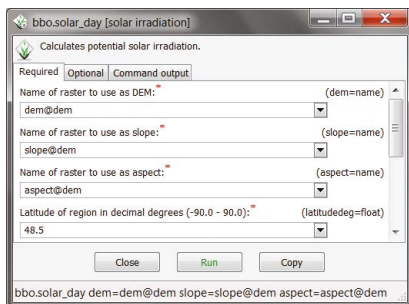 bbo.solar_day [solar irradiation]
Calculates potential solar irradiation.
Required Optional Command output
Name of raster to use as DEM:* (dem=name)
dem@dem
Name of raster to use as slope:* (slope=name)
slope@dem
Name of raster to use as aspect:* (aspect=name)
aspect@dem
Latitude of region in decimal degrees (-90.0 - 90.0):* (latitudedeg=float)
48.5
Close Run Copy
bbo.solar_day dem=dem@dem slope=slope@dem aspect=aspect@dem